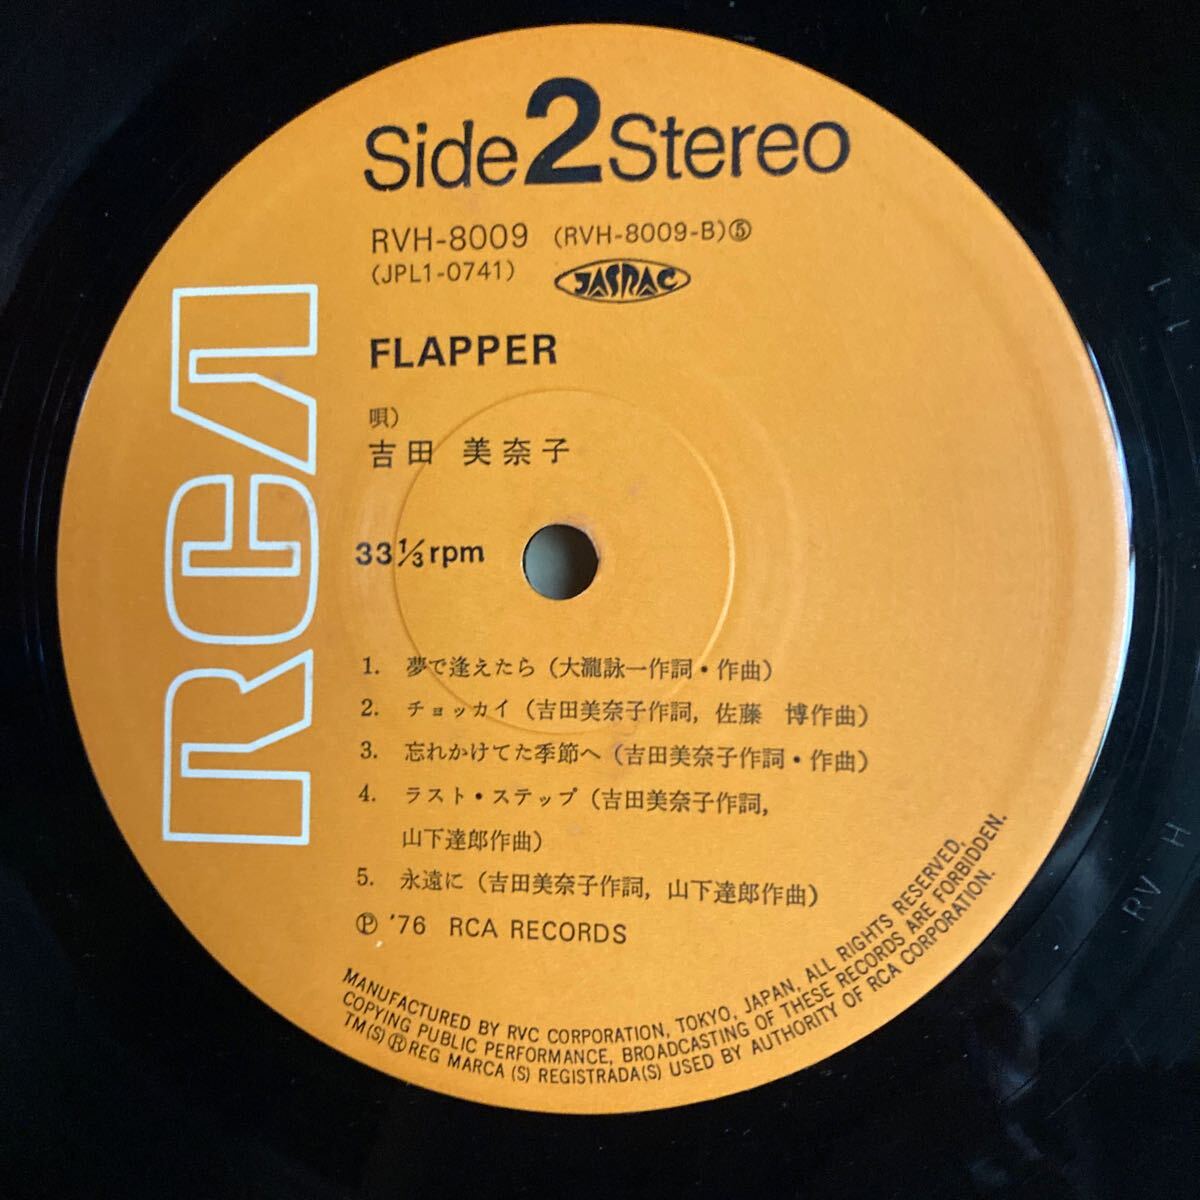 Side 2 Stereo
RVH-8009 (RVH-8009-B)⑤
(JPL1-0741) JASRAC
FLAPPER
唄)
吉田 美奈子
33⅓rpm
RCA
1. 夢で逢えたら (大瀧詠一作詞・作曲)
2. チョッカイ (吉田美奈子作詞, 佐藤 博作曲)
3. 忘れかけてた季節へ (吉田美奈子作詞・作曲)
4. ラスト・ステップ (吉田美奈子作詞,
山下達郎作曲)
5. 永遠に (吉田美奈子作詞, 山下達郎作曲)
Ⓟ '76 RCA RECORDS
MANUFACTURED BY RVC CORPORATION, TOKYO, JAPAN, ALL RIGHTS RESERVED,
COPYING PUBLIC PERFORMANCE, BROADCASTING OF THESE RECORDS ARE FORBIDDEN.
TM(S) ® REG MARCA (S) REGISTRADA(S) USED BY AUTHORITY OF RCA CORPORATION.
RV H
1 1